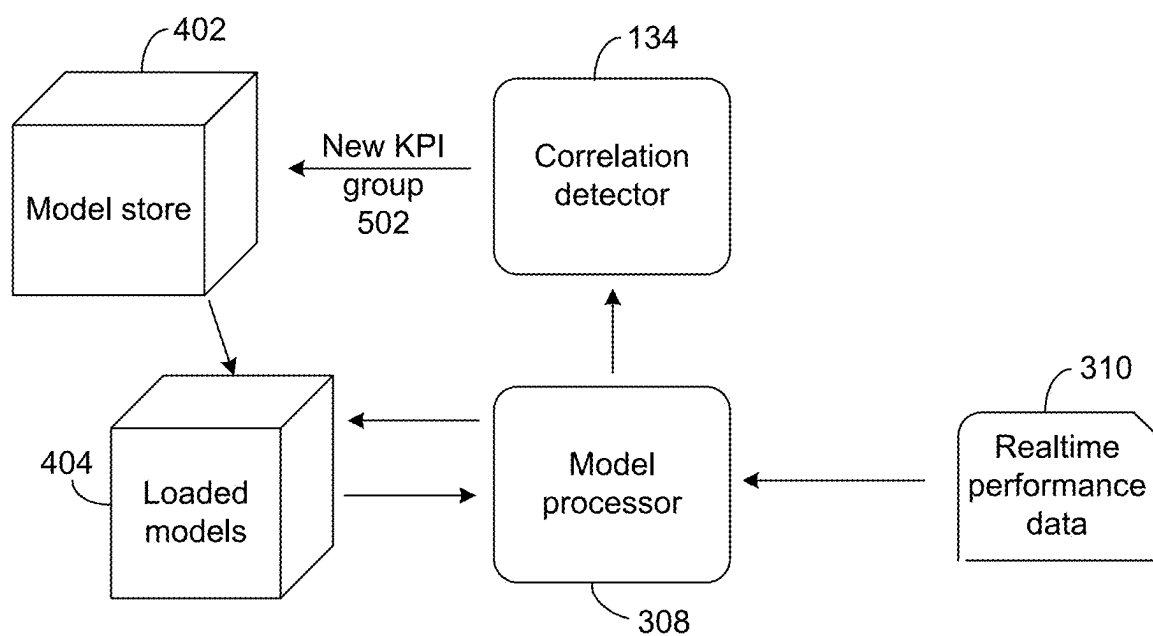 402
134
Model store
New KPI
group
502
Correlation
detector
310
404
Loaded
models
Model
processor
Realtime
performance
data
308